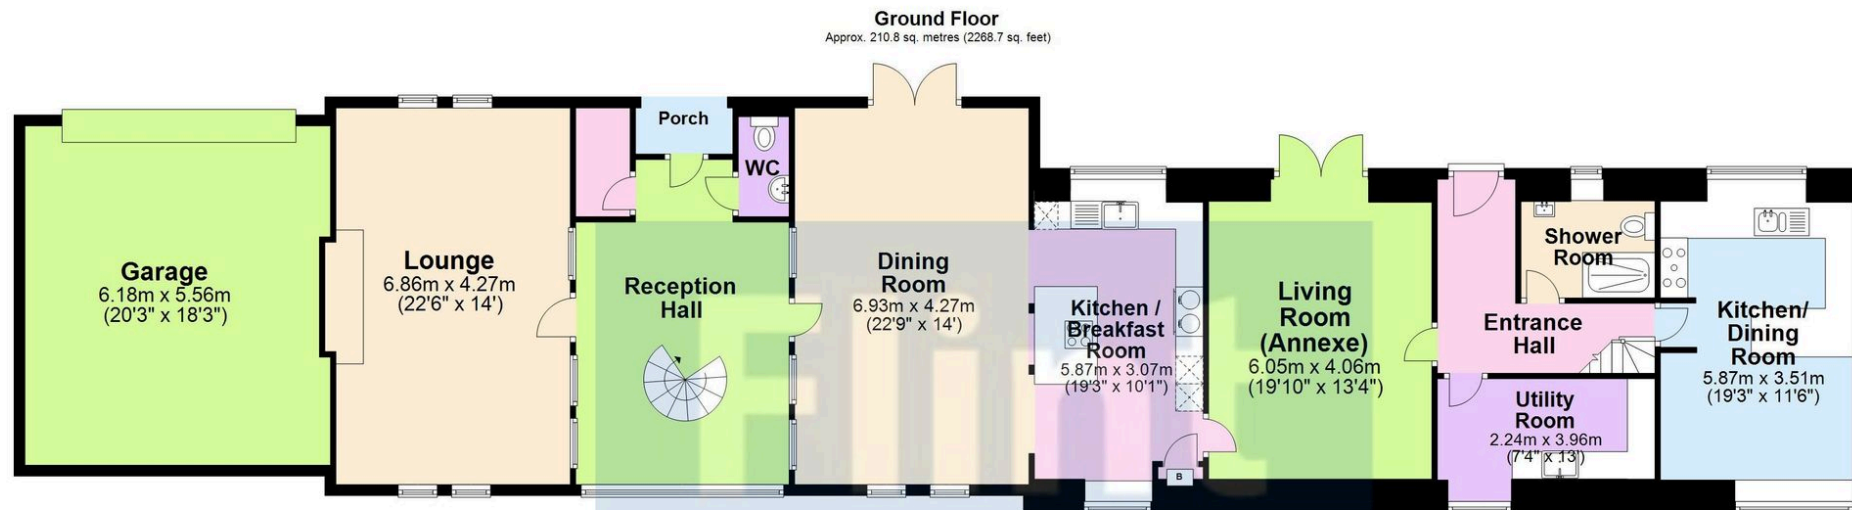 Ground Floor
Approx. 210.8 sq. metres (2268.7 sq. feet)
Garage
6.18m x 5.56m
(20'3" x 18'3")
Lounge
6.86m x 4.27m
(22'6" x 14')
Porch
WC
Reception
Hall
Dining
Room
6.93m x 4.27m
(22'9" x 14')
Kitchen /
Breakfast
Room
5.87m x 3.07m
(19'3" x 10'1")
B
Living
Room
(Annexe)
6.05m x 4.06m
(19'10" x 13'4")
Shower
Room
Entrance
Hall
Utility
Room
2.24m x 3.96m
(7'4" x 13')
Kitchen/
Dining
Room
5.87m x 3.51m
(19'3" x 11'6")
Flint